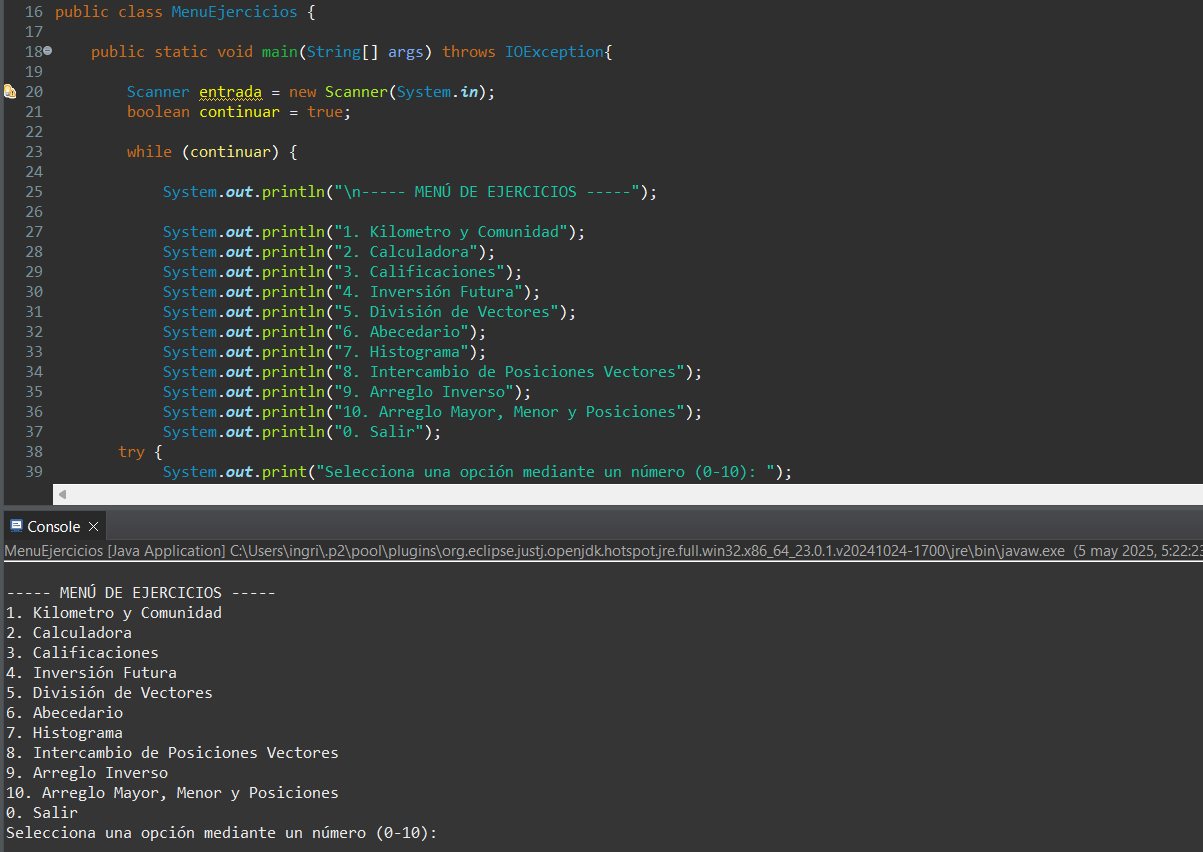 16 public class MenuEjercicios {
17
18 public static void main(String[] args) throws IOException{
19
20 Scanner entrada = new Scanner(System.in);
21 boolean continuar = true;
22
23 while (continuar) {
24
25 System.out.println("\n----- MENÚ DE EJERCICIOS -----");
26
27 System.out.println("1. Kilometro y Comunidad");
28 System.out.println("2. Calculadora");
29 System.out.println("3. Calificaciones");
30 System.out.println("4. Inversión Futura");
31 System.out.println("5. División de Vectores");
32 System.out.println("6. Abecedario");
33 System.out.println("7. Histograma");
34 System.out.println("8. Intercambio de Posiciones Vectores");
35 System.out.println("9. Arreglo Inverso");
36 System.out.println("10. Arreglo Mayor, Menor y Posiciones");
37 System.out.println("0. Salir");
38 try {
39 System.out.print("Selecciona una opción mediante un número (0-10): ");
Console
MenuEjercicios [Java Application] C:\Users\ingri\.p2\pool\plugins\org.eclipse.justj.openjdk.hotspot.jre.full.win32.x86_64_23.0.1.v20241024-1700\jre\bin\javaw.exe (5 may 2025, 5:22:23
----- MENÚ DE EJERCICIOS -----
1. Kilometro y Comunidad
2. Calculadora
3. Calificaciones
4. Inversión Futura
5. División de Vectores
6. Abecedario
7. Histograma
8. Intercambio de Posiciones Vectores
9. Arreglo Inverso
10. Arreglo Mayor, Menor y Posiciones
0. Salir
Selecciona una opción mediante un número (0-10):